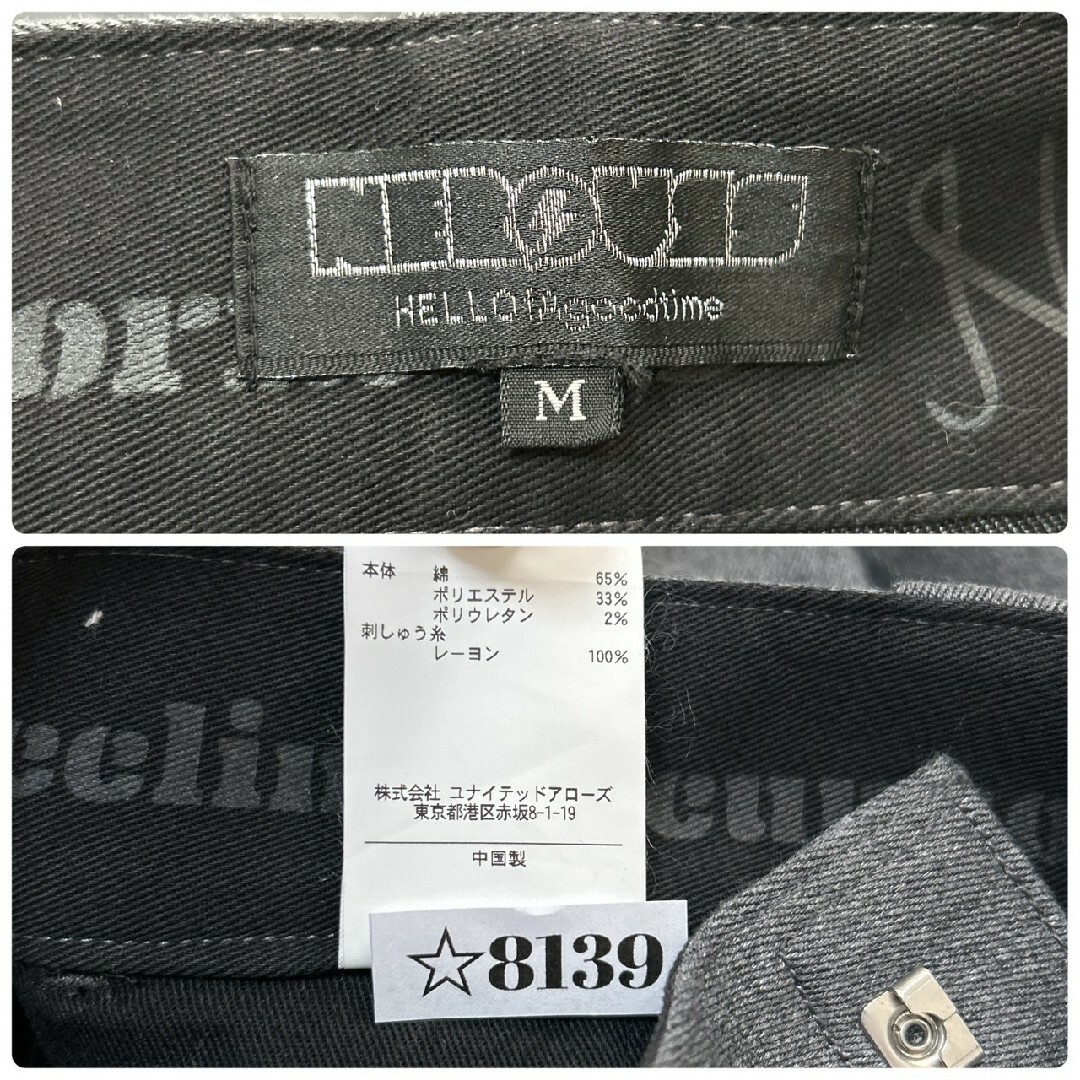 CEROUSS
HELLO!!Agoodtime
M
本体 綿 65%
ポリエステル 33%
ポリウレタン 2%
刺しゅう糸
レーヨン 100%
株式会社 ユナイテッドアローズ
東京都港区赤坂8-1-19
中国製
☆8139